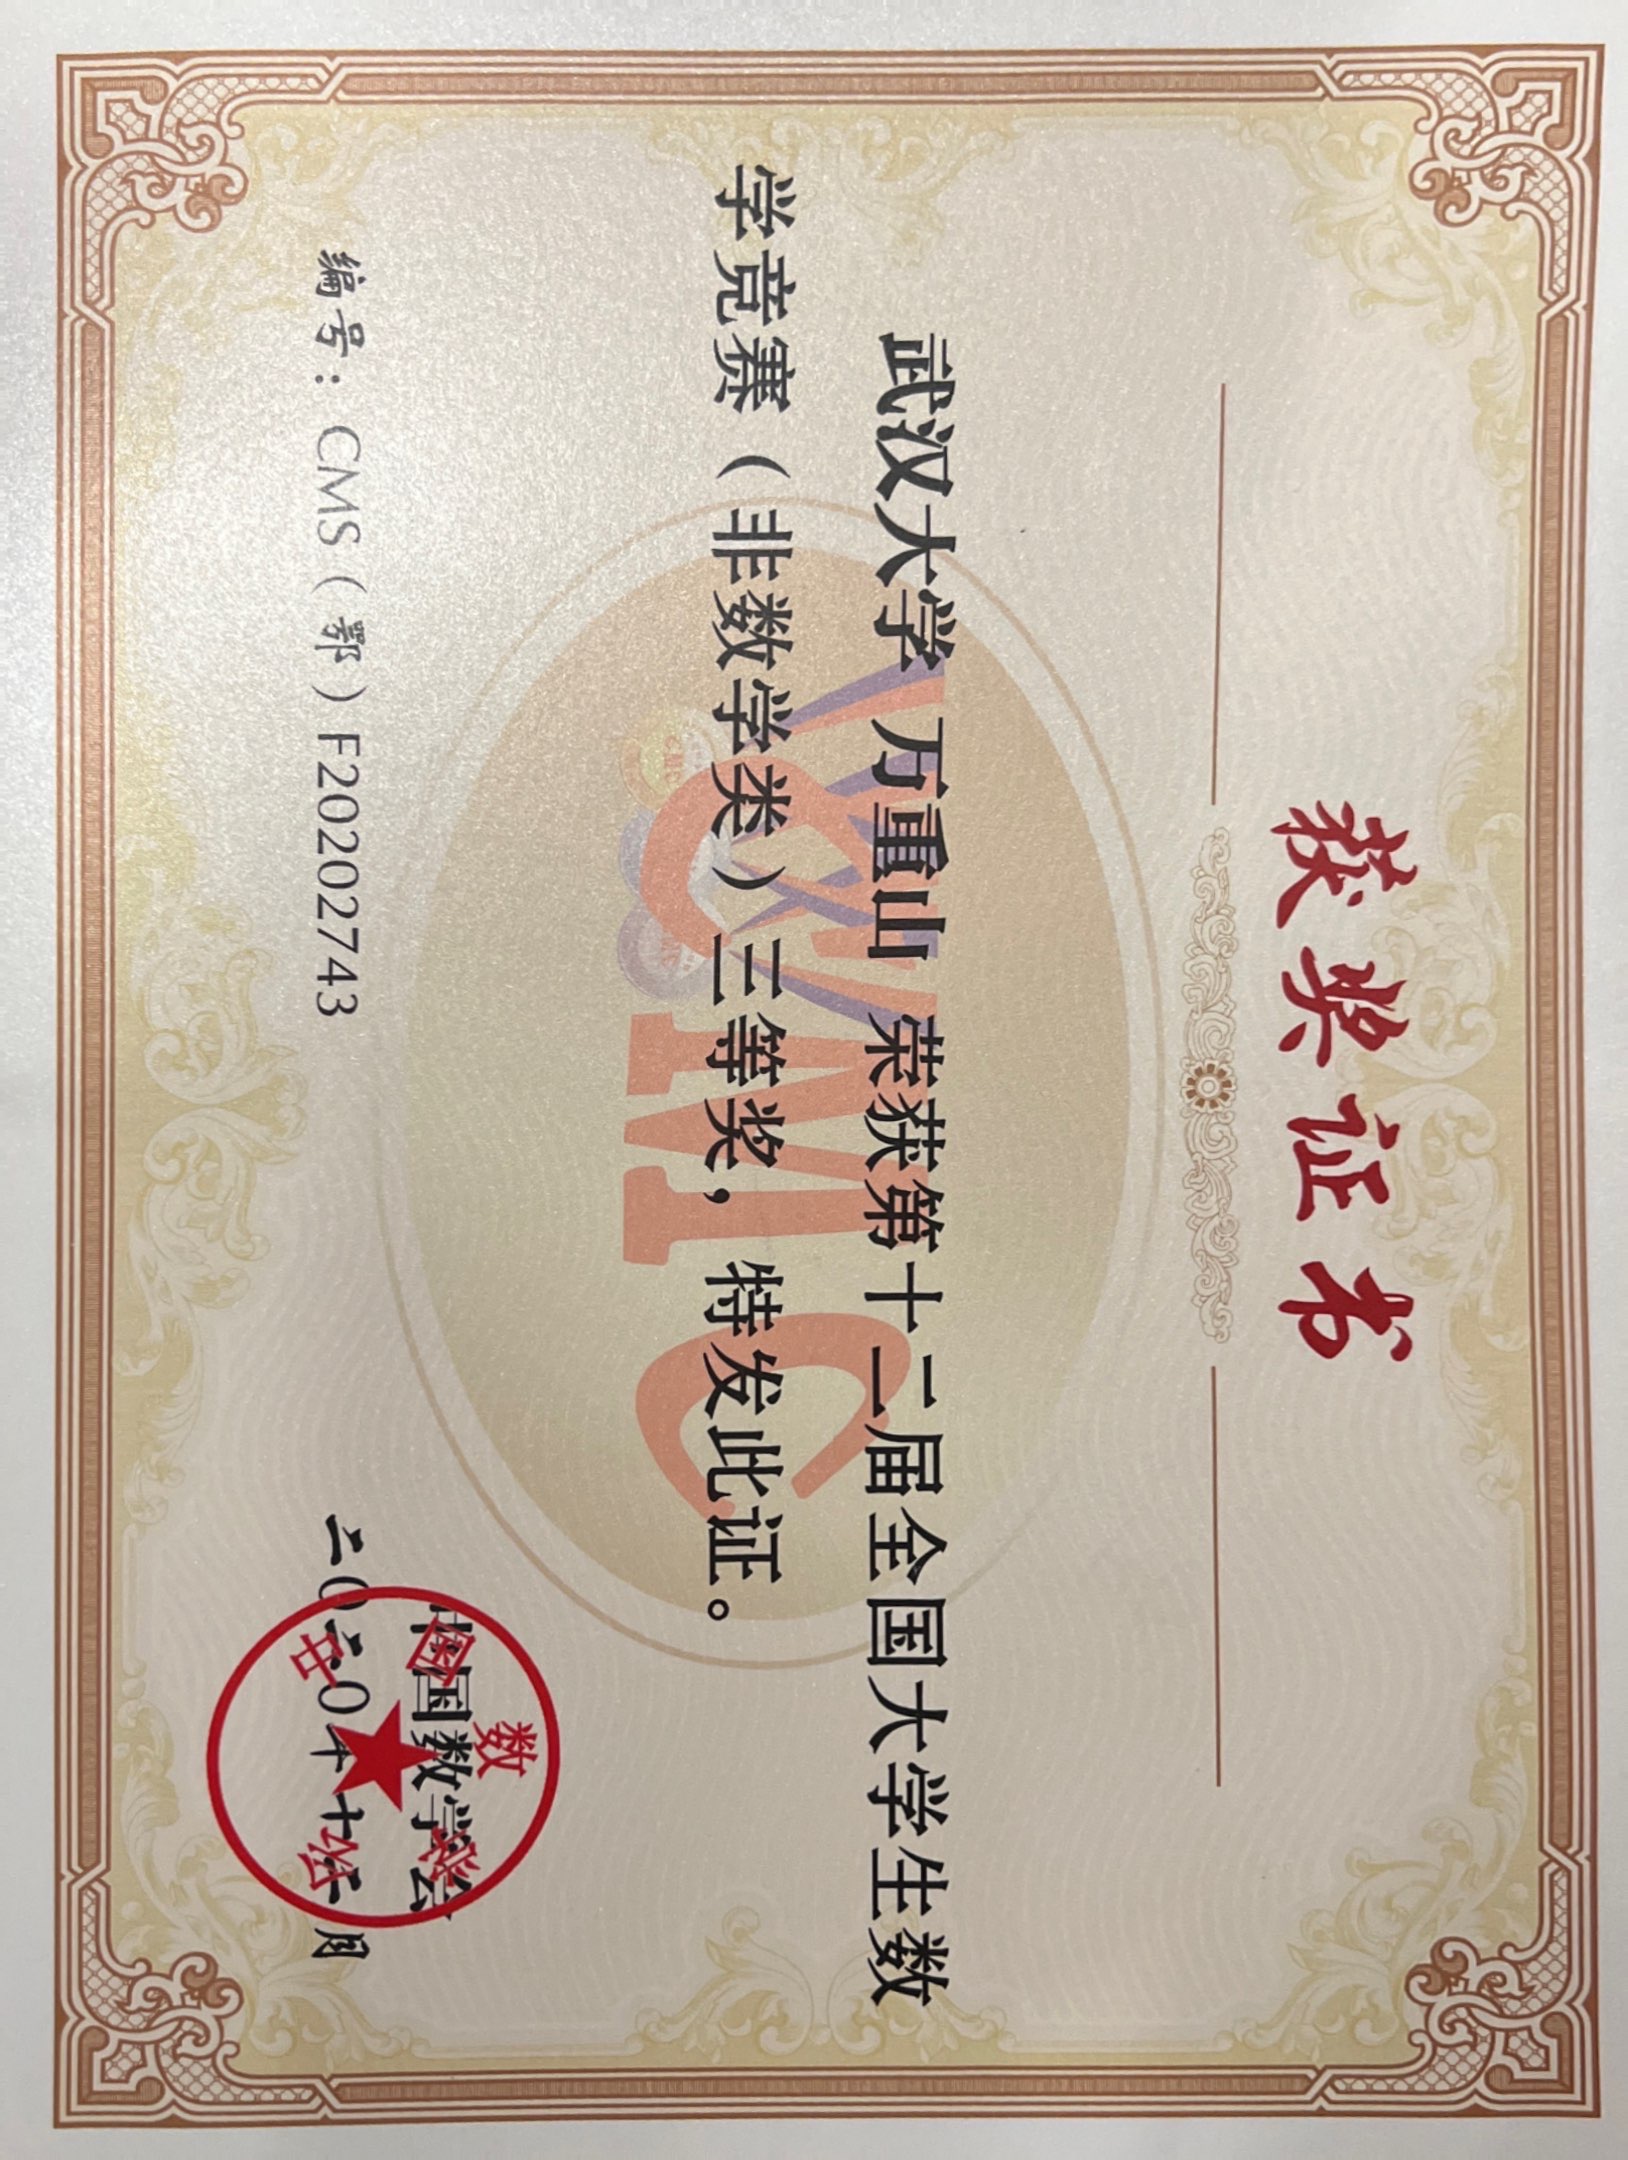 获奖证书
武汉大学 万重山 荣获第十二届全国大学生数
学竞赛（非数学类）三等奖，特发此证。
CMC
中国数学会
编号：CMS（鄂）F20202743
二〇二〇年十二月
中国数学会